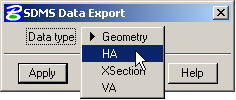 SDMS Data Export
Data type
Geometry
HA
XSection
VA
Apply
Help